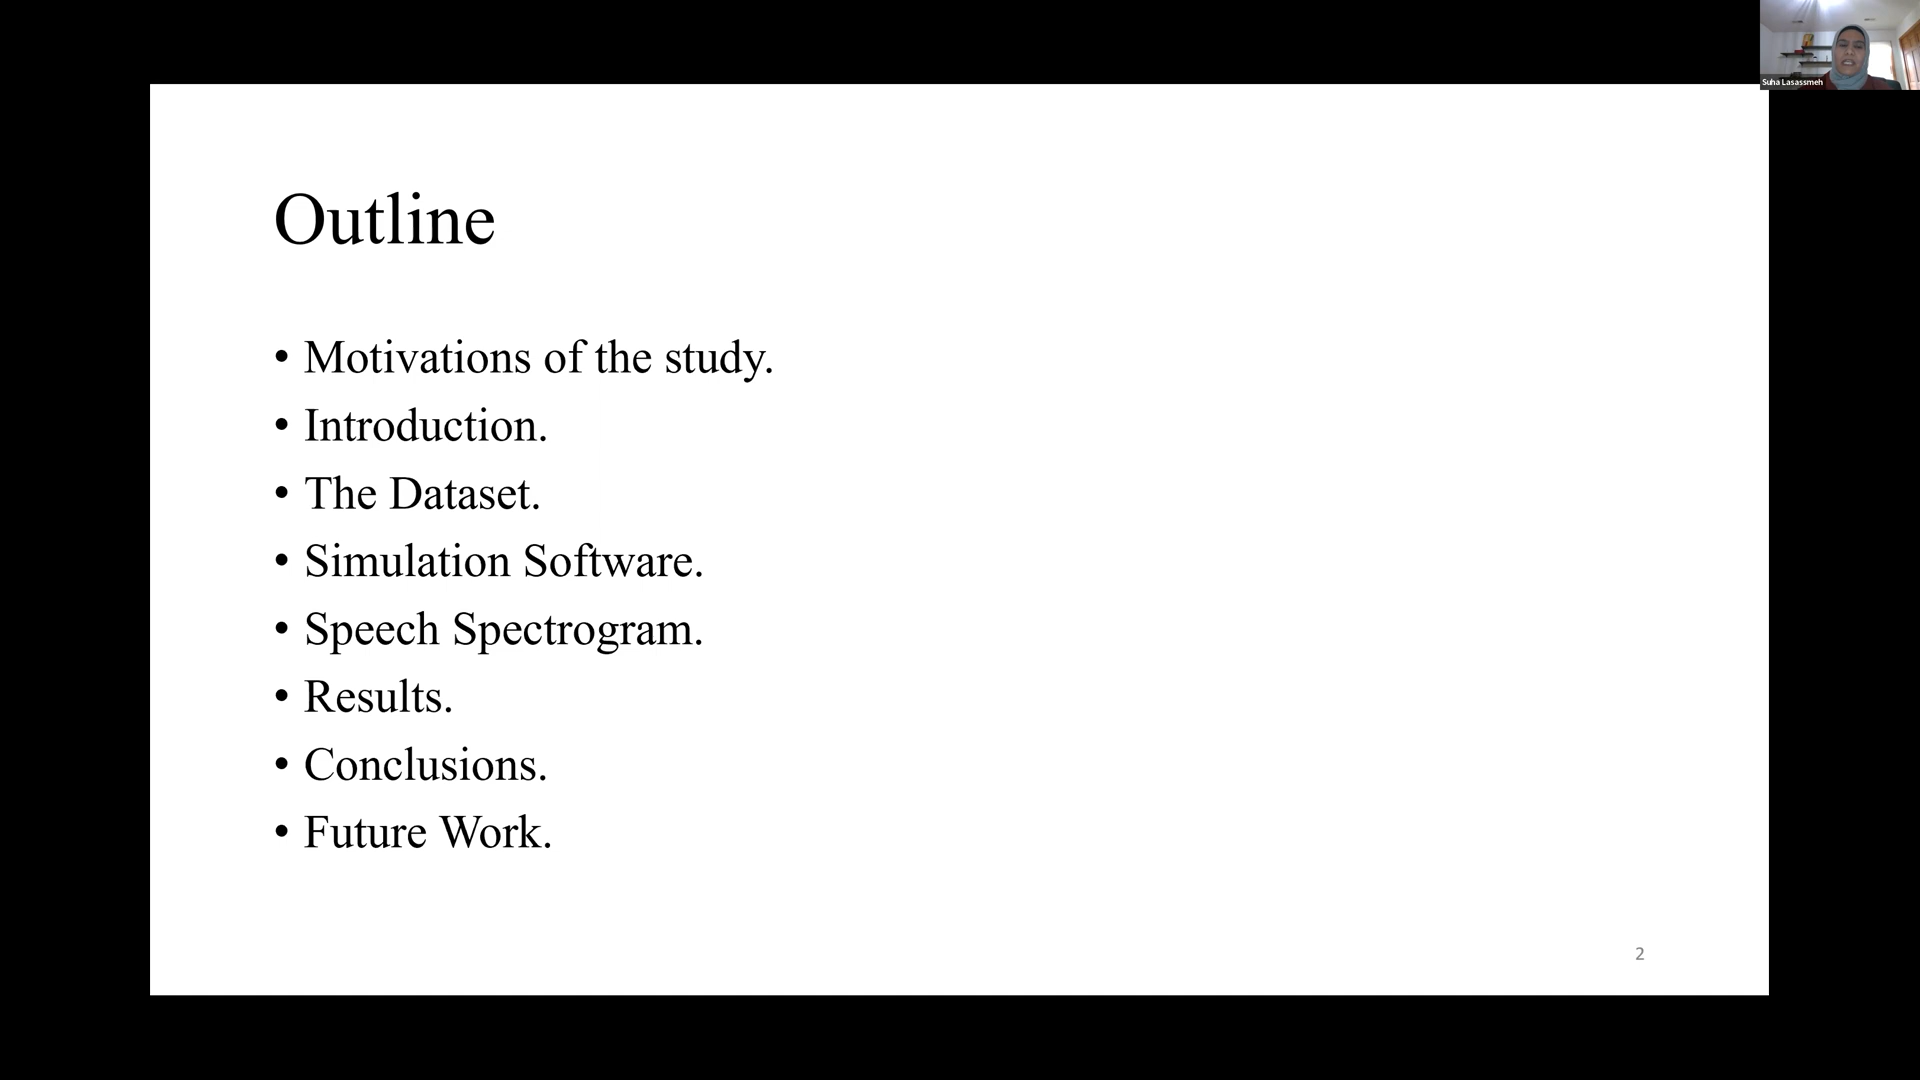 Suha Lasassmeh
Outline
• Motivations of the study.
• Introduction.
• The Dataset.
• Simulation Software.
• Speech Spectrogram.
• Results.
• Conclusions.
• Future Work.
2